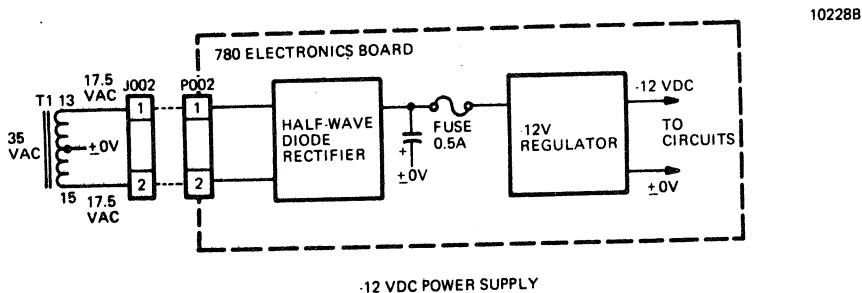 10228B
780 ELECTRONICS BOARD
17.5
VAC
J002
P002
T1 13
1
1
35
VAC
±0V
2
2
15
17.5
VAC
HALF-WAVE
DIODE
RECTIFIER
+
±0V
FUSE
0.5A
-12V
REGULATOR
-12 VDC
TO
CIRCUITS
±0V
-12 VDC POWER SUPPLY